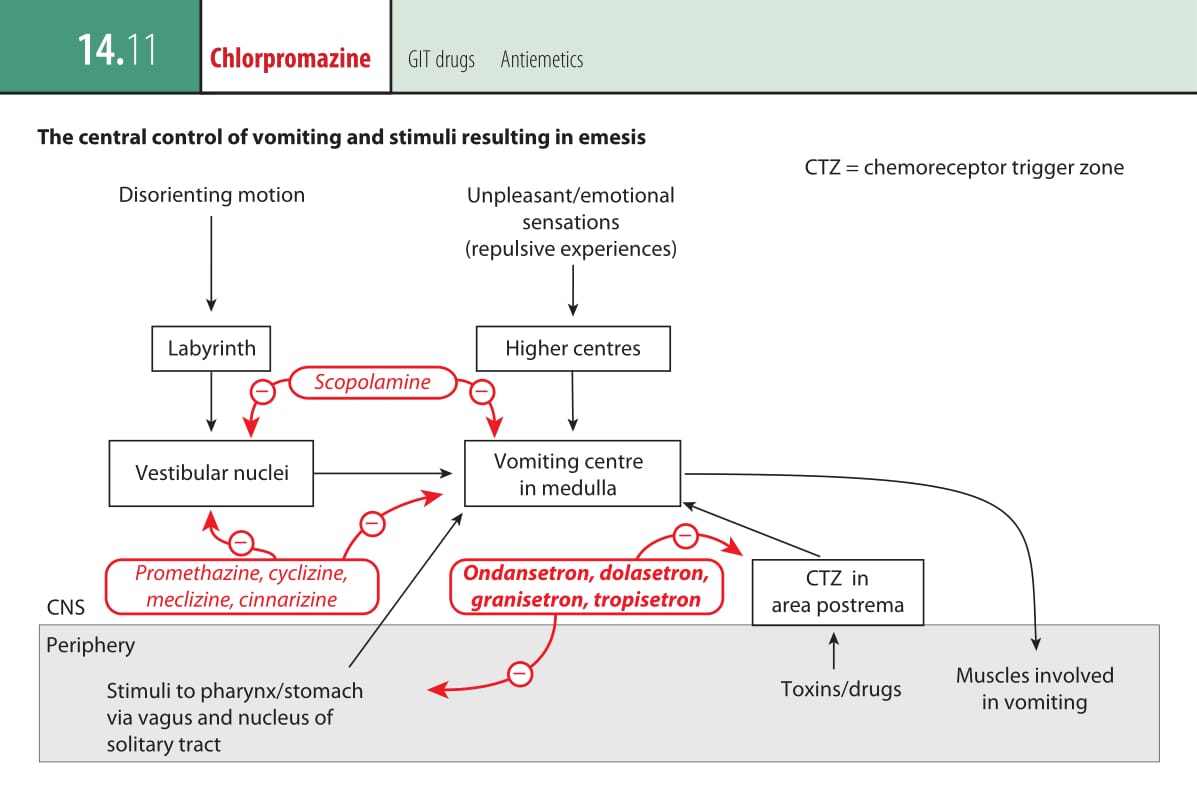 14.11
Chlorpromazine
GIT drugs
Antiemetics
The central control of vomiting and stimuli resulting in emesis
CTZ = chemoreceptor trigger zone
Disorienting motion
Unpleasant/emotional
sensations
(repulsive experiences)
Labyrinth
Higher centres
Scopolamine
Vestibular nuclei
Vomiting centre
in medulla
Promethazine, cyclizine,
meclizine, cinnarizine
Ondansetron, dolasetron,
granisetron, tropisetron
CTZ in
area postrema
CNS
Periphery
Stimuli to pharynx/stomach
via vagus and nucleus of
solitary tract
Toxins/drugs
Muscles involved
in vomiting